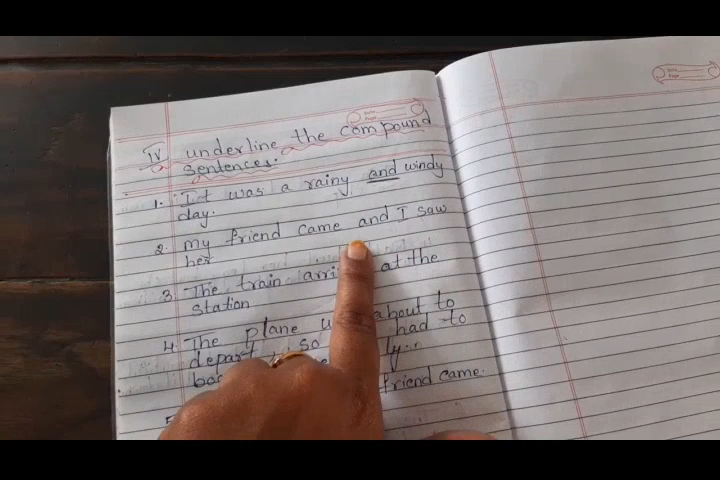 IV underline the compound
sentences.
1. It was a rainy and windy
day.
2. My friend came and I saw
her
3. The train at the
station
4. The plane about to
depart, so had to
friend came.